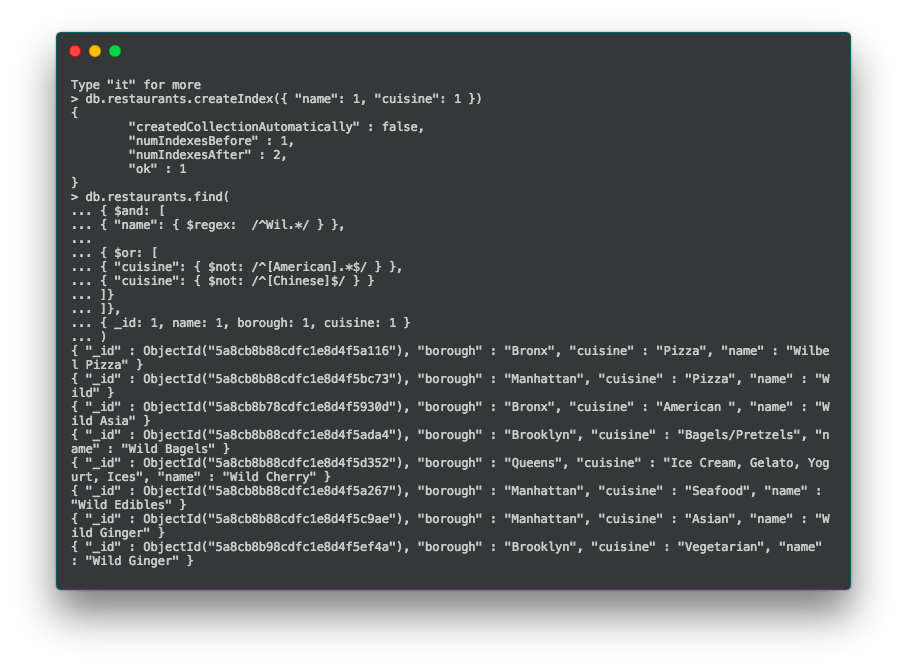 Type "it" for more
> db.restaurants.createIndex({ "name": 1, "cuisine": 1 })
{
        "createdCollectionAutomatically" : false,
        "numIndexesBefore" : 1,
        "numIndexesAfter" : 2,
        "ok" : 1
}
> db.restaurants.find(
... { $and: [
... { "name": { $regex:  /^Wil.*/ } },
...
... { $or: [
... { "cuisine": { $not: /^[American].*$/ } },
... { "cuisine": { $not: /^[Chinese]$/ } }
... ]}
... ]},
... { _id: 1, name: 1, borough: 1, cuisine: 1 }
... )
{ "_id" : ObjectId("5a8cb8b88cdfc1e8d4f5a116"), "borough" : "Bronx", "cuisine" : "Pizza", "name" : "Wilbe
l Pizza" }
{ "_id" : ObjectId("5a8cb8b88cdfc1e8d4f5bc73"), "borough" : "Manhattan", "cuisine" : "Pizza", "name" : "W
ild" }
{ "_id" : ObjectId("5a8cb8b78cdfc1e8d4f5930d"), "borough" : "Bronx", "cuisine" : "American ", "name" : "W
ild Asia" }
{ "_id" : ObjectId("5a8cb8b88cdfc1e8d4f5ada4"), "borough" : "Brooklyn", "cuisine" : "Bagels/Pretzels", "n
ame" : "Wild Bagels" }
{ "_id" : ObjectId("5a8cb8b88cdfc1e8d4f5d352"), "borough" : "Queens", "cuisine" : "Ice Cream, Gelato, Yog
urt, Ices", "name" : "Wild Cherry" }
{ "_id" : ObjectId("5a8cb8b88cdfc1e8d4f5a267"), "borough" : "Manhattan", "cuisine" : "Seafood", "name" :
"Wild Edibles" }
{ "_id" : ObjectId("5a8cb8b88cdfc1e8d4f5c9ae"), "borough" : "Manhattan", "cuisine" : "Asian", "name" : "W
ild Ginger" }
{ "_id" : ObjectId("5a8cb8b98cdfc1e8d4f5ef4a"), "borough" : "Brooklyn", "cuisine" : "Vegetarian", "name"
: "Wild Ginger" }